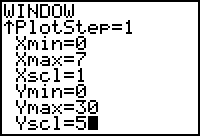 WINDOW
↑PlotStep=1
Xmin=0
Xmax=7
Xscl=1
Ymin=0
Ymax=30
Yscl=5